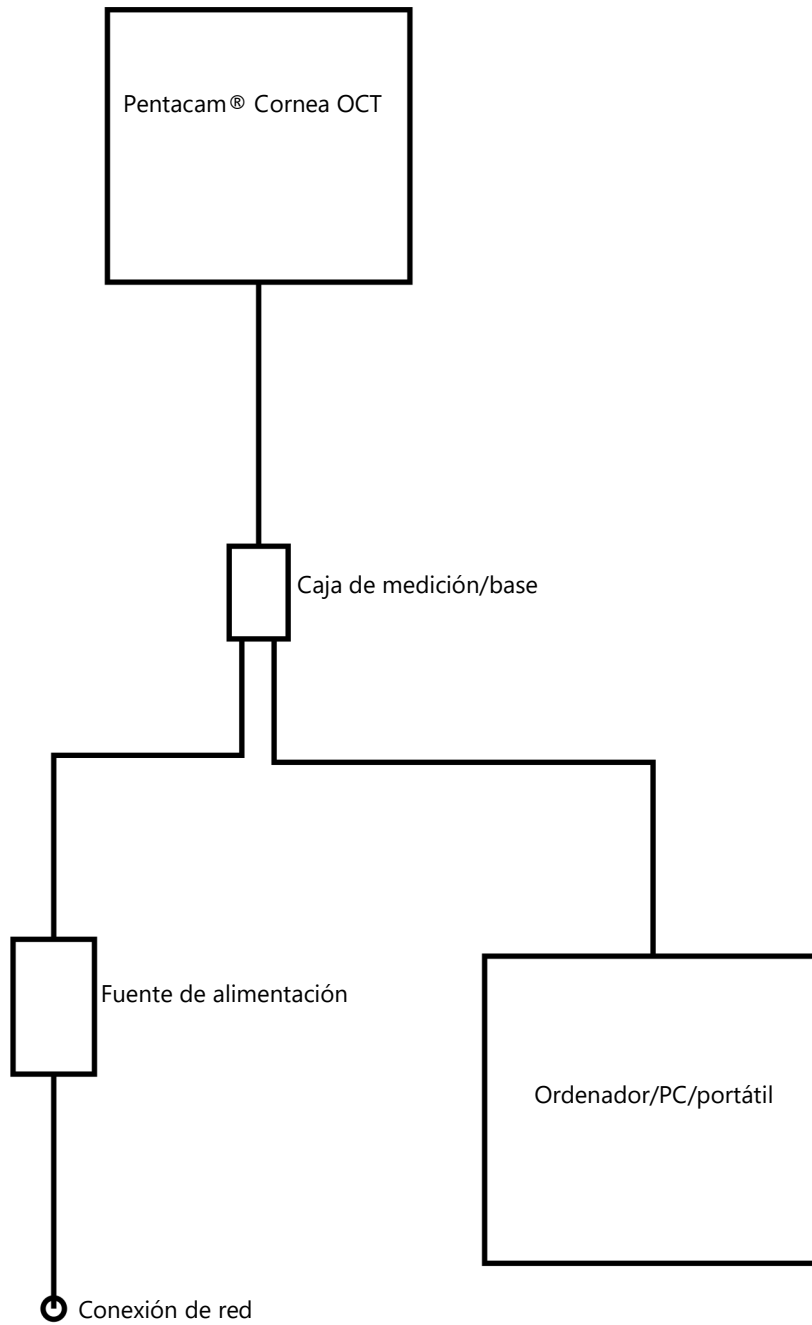 Pentacam® Cornea OCT
Caja de medición/base
Fuente de alimentación
Ordenador/PC/portátil
Conexión de red